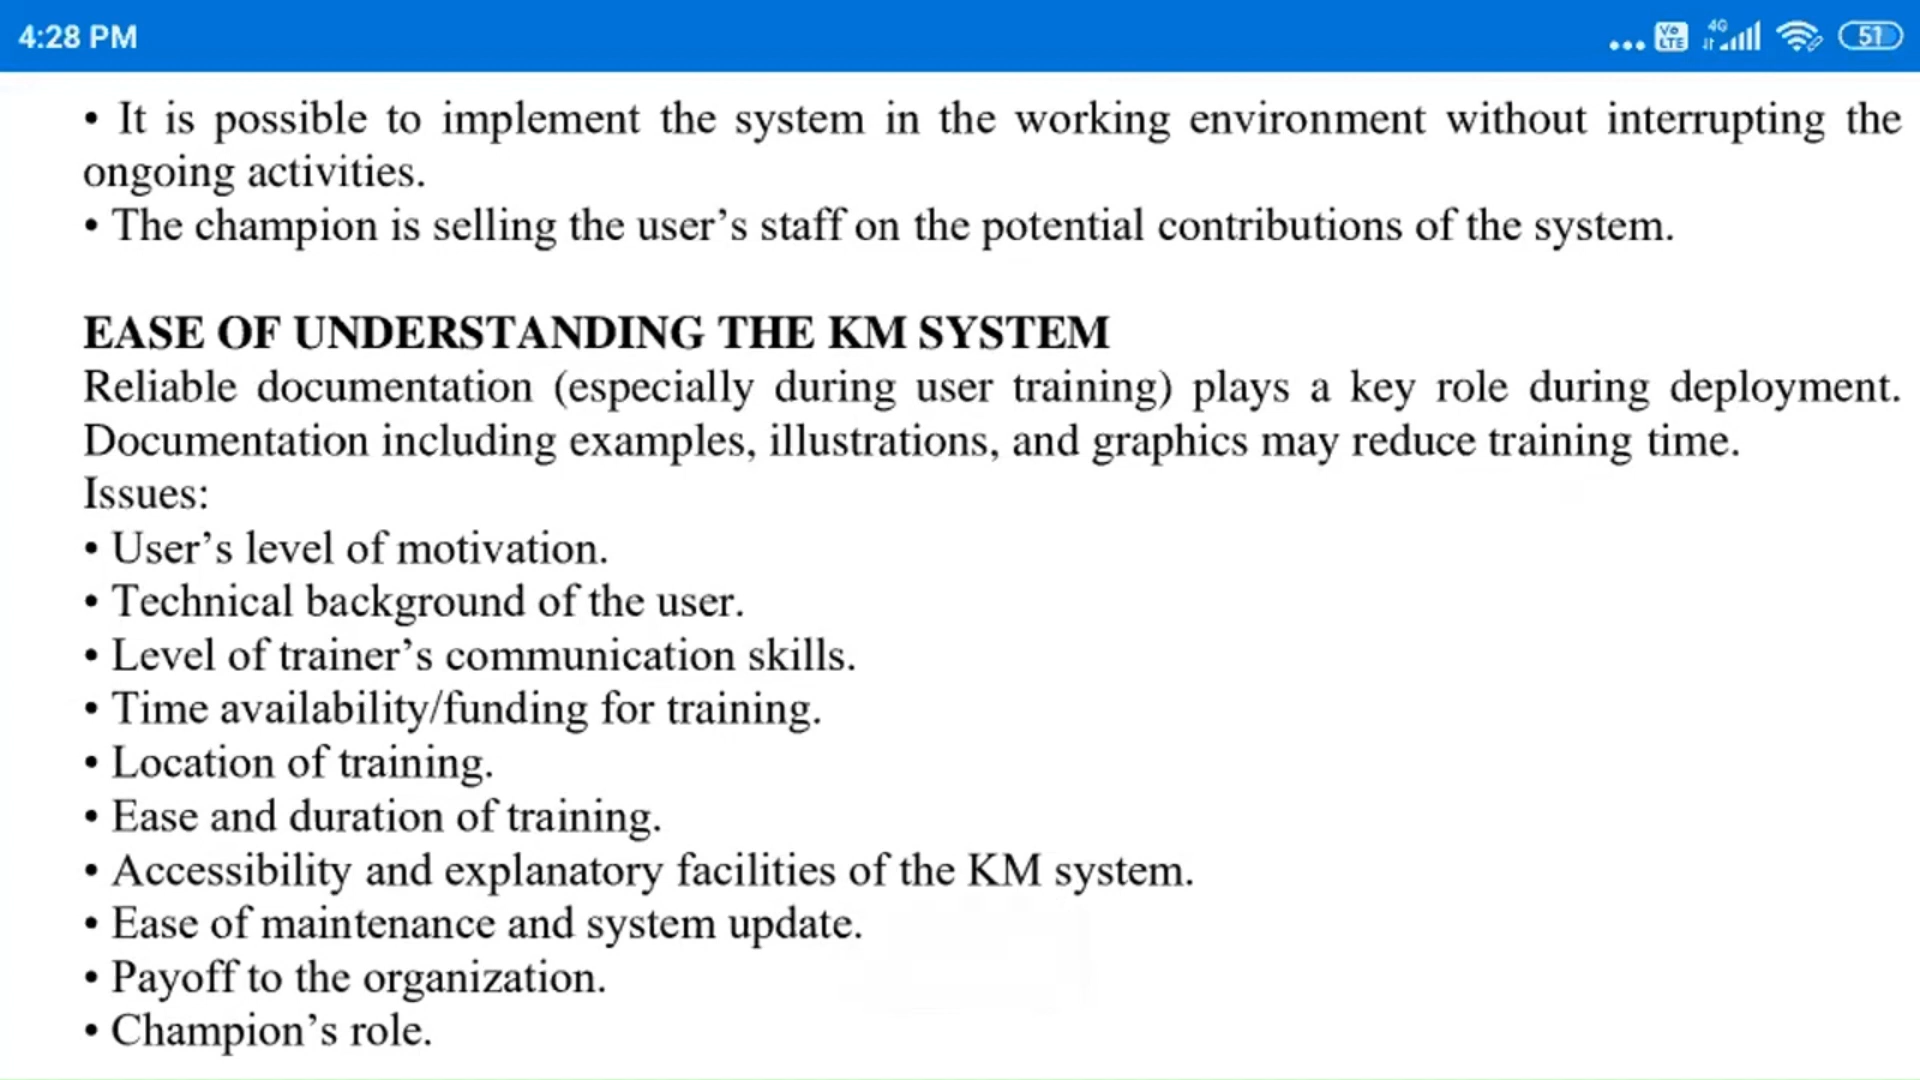 4:28 PM
Vo LTE 4G 51
• It is possible to implement the system in the working environment without interrupting the
ongoing activities.
• The champion is selling the user’s staff on the potential contributions of the system.
EASE OF UNDERSTANDING THE KM SYSTEM
Reliable documentation (especially during user training) plays a key role during deployment.
Documentation including examples, illustrations, and graphics may reduce training time.
Issues:
• User’s level of motivation.
• Technical background of the user.
• Level of trainer’s communication skills.
• Time availability/funding for training.
• Location of training.
• Ease and duration of training.
• Accessibility and explanatory facilities of the KM system.
• Ease of maintenance and system update.
• Payoff to the organization.
• Champion’s role.